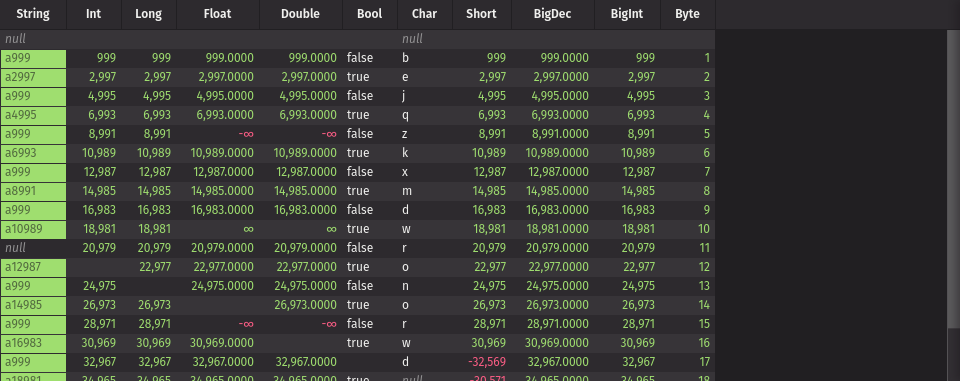 String Int Long Float Double Bool Char Short BigDec BigInt Byte
null null
a999 999 999 999.0000 999.0000 false b 999 999.0000 999 1
a2997 2,997 2,997 2,997.0000 2,997.0000 true e 2,997 2,997.0000 2,997 2
a999 4,995 4,995 4,995.0000 4,995.0000 false j 4,995 4,995.0000 4,995 3
a4995 6,993 6,993 6,993.0000 6,993.0000 true q 6,993 6,993.0000 6,993 4
a999 8,991 8,991 -∞ -∞ false z 8,991 8,991.0000 8,991 5
a6993 10,989 10,989 10,989.0000 10,989.0000 true k 10,989 10,989.0000 10,989 6
a999 12,987 12,987 12,987.0000 12,987.0000 false x 12,987 12,987.0000 12,987 7
a8991 14,985 14,985 14,985.0000 14,985.0000 true m 14,985 14,985.0000 14,985 8
a999 16,983 16,983 16,983.0000 16,983.0000 false d 16,983 16,983.0000 16,983 9
a10989 18,981 18,981 ∞ ∞ true w 18,981 18,981.0000 18,981 10
null 20,979 20,979 20,979.0000 20,979.0000 false r 20,979 20,979.0000 20,979 11
a12987 22,977 22,977.0000 22,977.0000 true o 22,977 22,977.0000 22,977 12
a999 24,975 24,975.0000 24,975.0000 false n 24,975 24,975.0000 24,975 13
a14985 26,973 26,973 26,973.0000 true o 26,973 26,973.0000 26,973 14
a999 28,971 28,971 -∞ -∞ false r 28,971 28,971.0000 28,971 15
a16983 30,969 30,969 30,969.0000 true w 30,969 30,969.0000 30,969 16
a999 32,967 32,967 32,967.0000 32,967.0000 d -32,569 32,967.0000 32,967 17
a18981 34,965 34,965 34,965.0000 34,965.0000 true null -30,571 34,965.0000 34,965 18